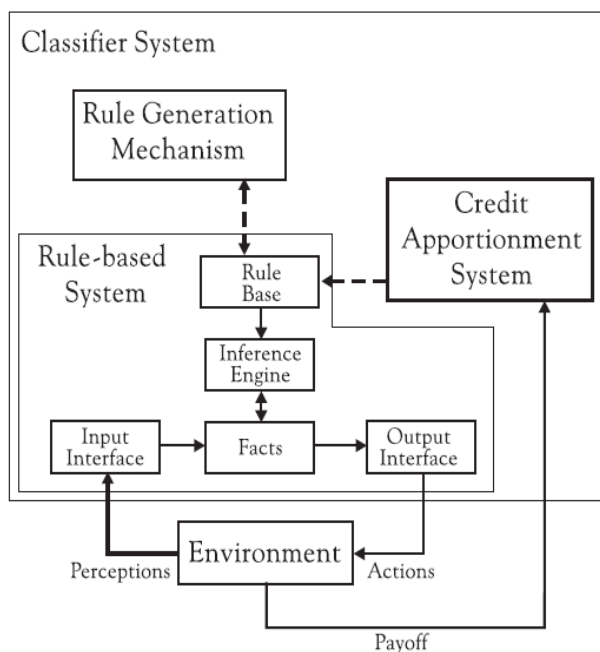 Classifier System
Rule Generation
Mechanism
Credit
Apportionment
System
Rule-based
System
Rule
Base
Inference
Engine
Input
Interface
Facts
Output
Interface
Environment
Perceptions
Actions
Payoff